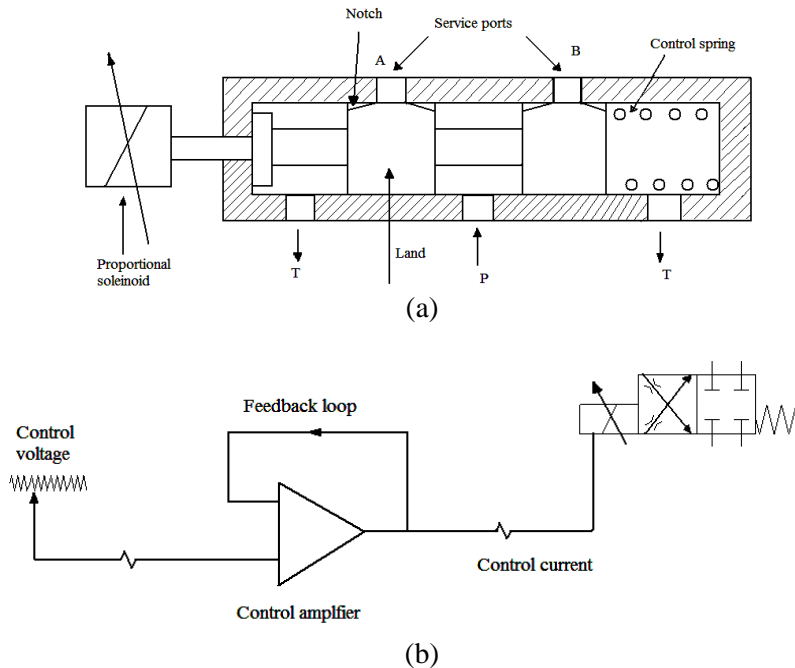 Notch
Service ports
A
B
Control spring
Proportional
soleinoid
T
Land
P
T
(a)
Feedback loop
Control
voltage
Control current
Control amplfier
(b)